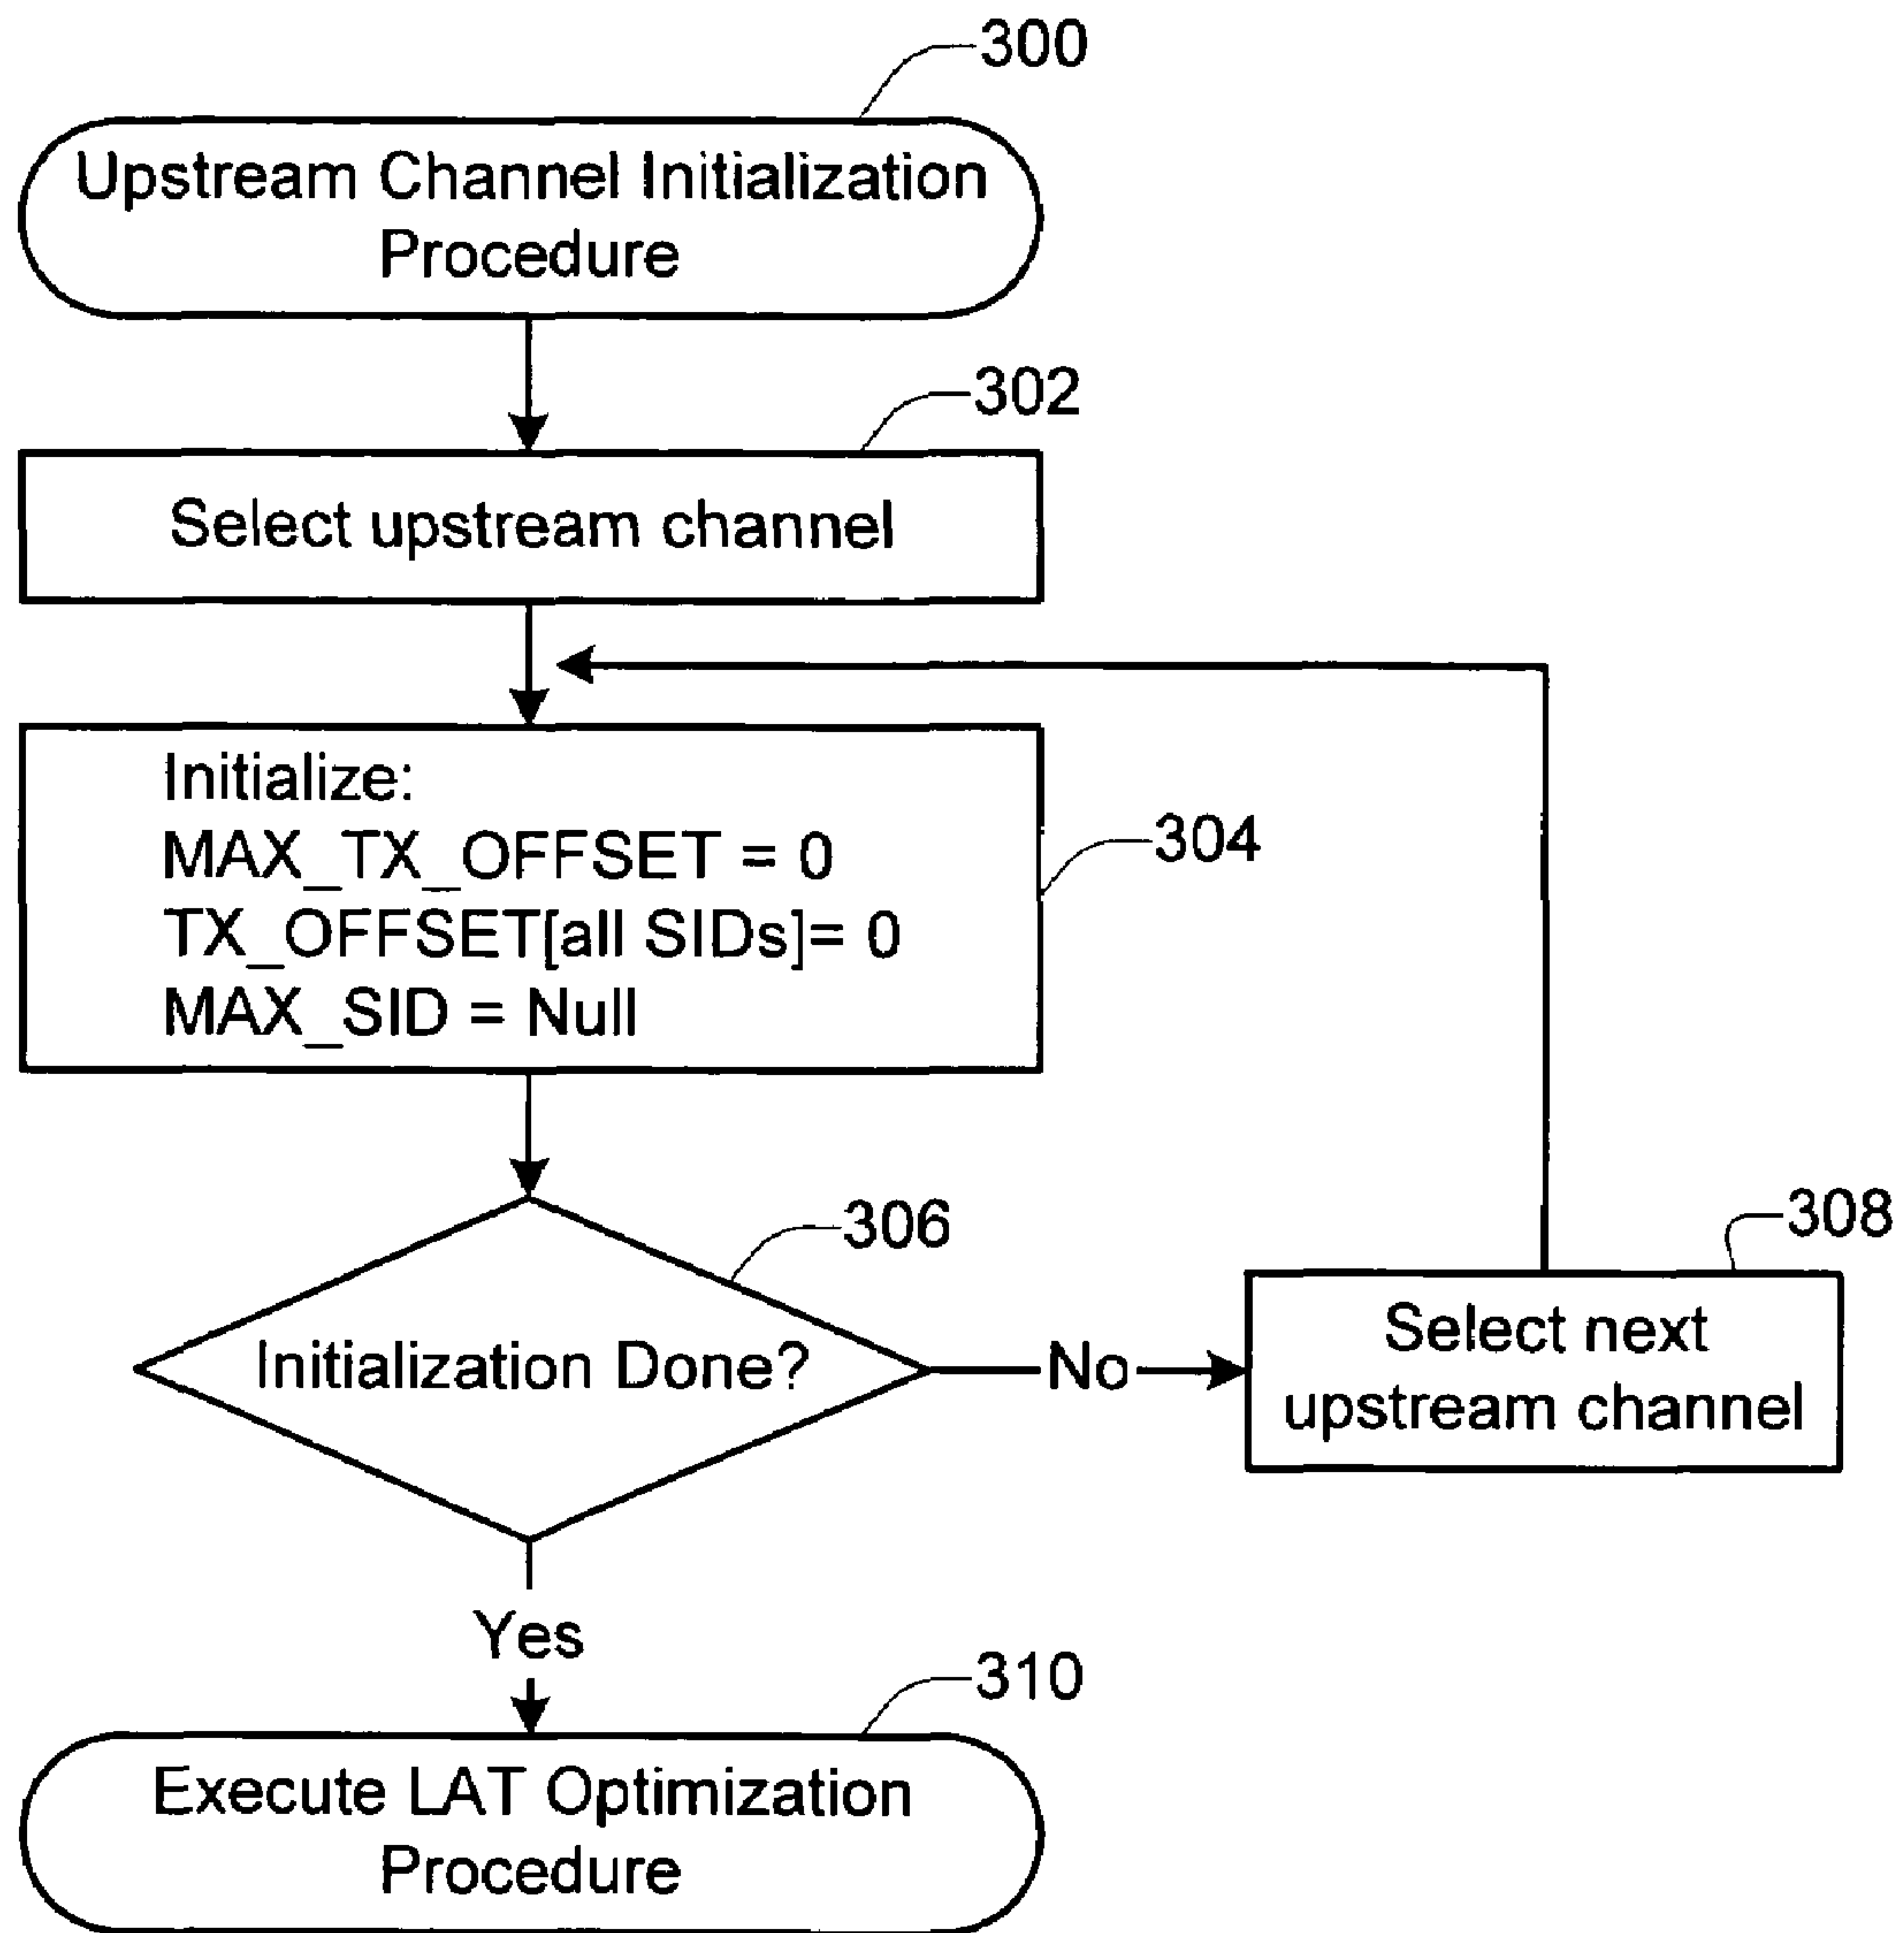 300
Upstream Channel Initialization
Procedure
302
Select upstream channel
Initialize:
MAX_TX_OFFSET = 0
TX_OFFSET[all SIDs]= 0
MAX_SID = Null
304
306
Initialization Done?
No
308
Select next
upstream channel
Yes
310
Execute LAT Optimization
Procedure